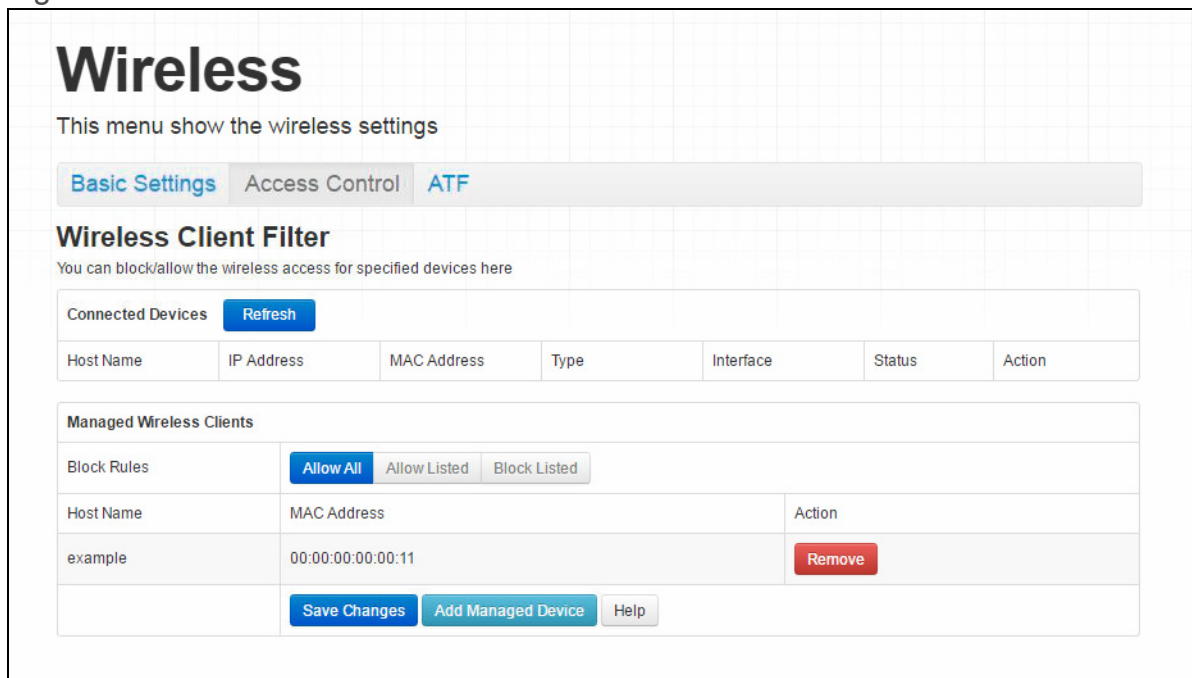 Wireless
This menu show the wireless settings
Basic Settings Access Control ATF
Wireless Client Filter
You can block/allow the wireless access for specified devices here
Connected Devices Refresh
Host Name IP Address MAC Address Type Interface Status Action
Managed Wireless Clients
Block Rules Allow All Allow Listed Block Listed
Host Name MAC Address Action
example 00:00:00:00:00:11 Remove
Save Changes Add Managed Device Help